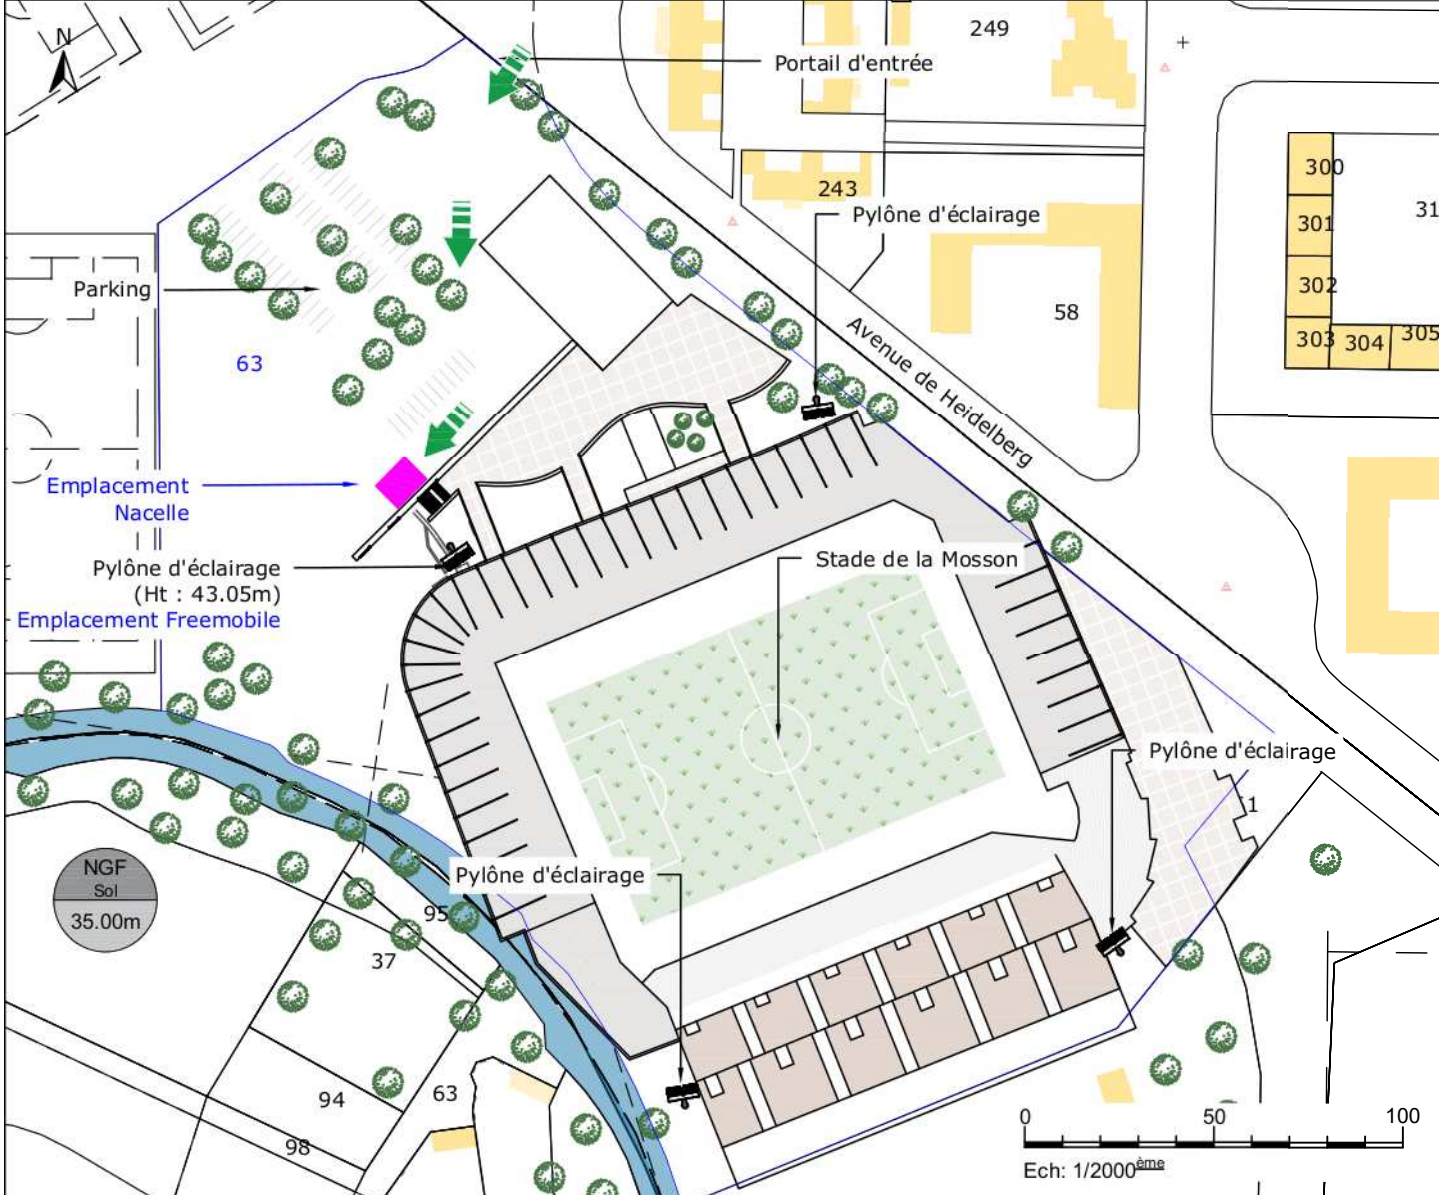 N
249
Portail d'entrée
300
243
Pylône d'éclairage
301
31
Parking
302
58
303
304
305
63
Avenue de Heidelberg
Emplacement
Nacelle
Stade de la Mosson
Pylône d'éclairage
(Ht : 43.05m)
Emplacement Freemobile
Pylône d'éclairage
1
NGF
Sol
35.00m
Pylône d'éclairage
95
37
94
63
98
0
50
100
Ech: 1/2000ème